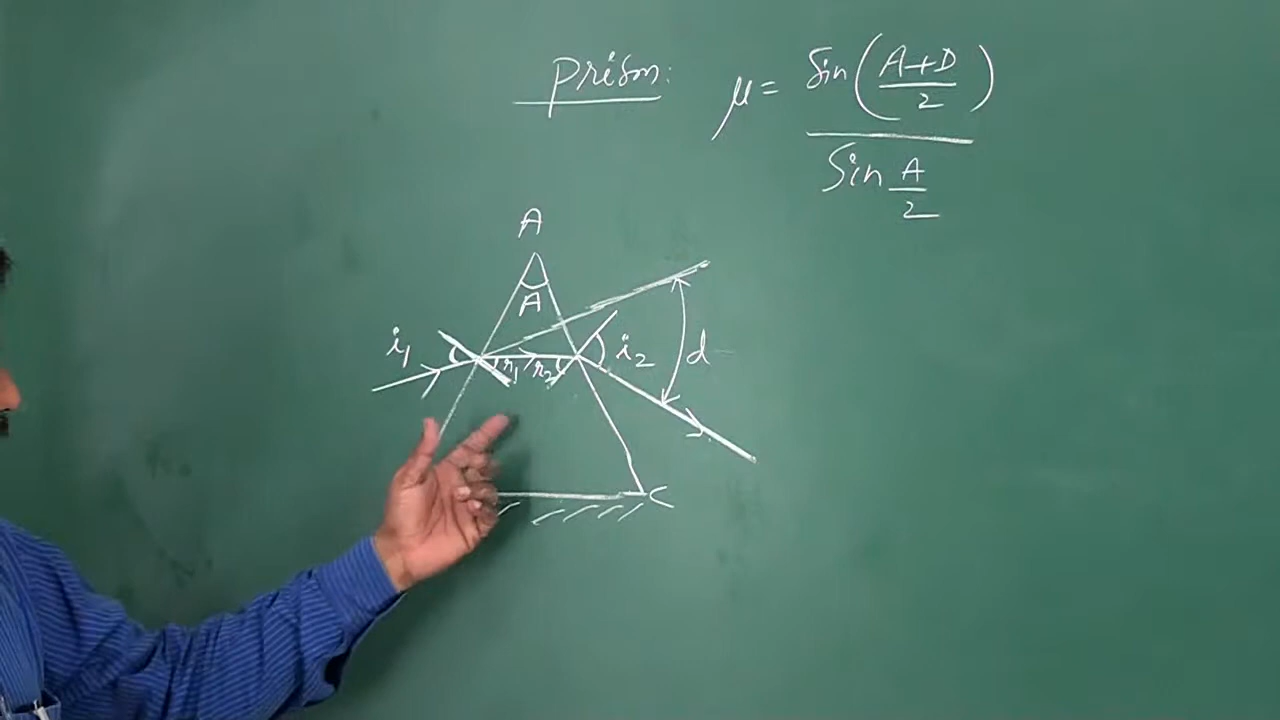 Prism: μ = Sin(A+D/2) / Sin A/2
A
A
i₁ r₁ r₂ i₂ d
C